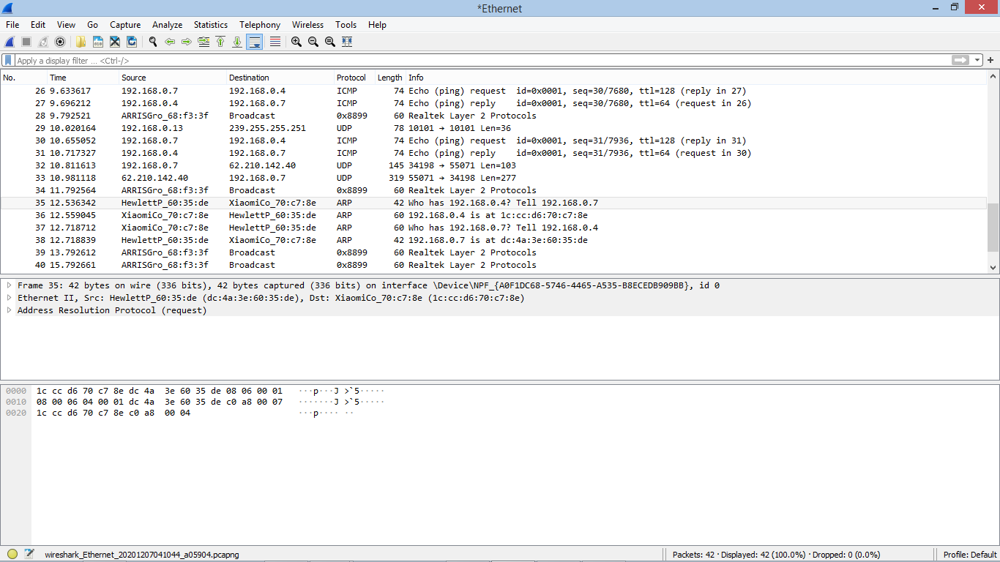 *Ethernet
File Edit View Go Capture Analyze Statistics Telephony Wireless Tools Help
Apply a display filter ... <Ctrl-/>
No. Time Source Destination Protocol Length Info
26 9.633617 192.168.0.7 192.168.0.4 ICMP 74 Echo (ping) request id=0x0001, seq=30/7680, ttl=128 (reply in 27)
27 9.696212 192.168.0.4 192.168.0.7 ICMP 74 Echo (ping) reply id=0x0001, seq=30/7680, ttl=64 (request in 26)
28 9.792521 ARRISGro_68:f3:3f Broadcast 0x8899 60 Realtek Layer 2 Protocols
29 10.020164 192.168.0.13 239.255.255.251 UDP 78 10101 → 10101 Len=36
30 10.655052 192.168.0.7 192.168.0.4 ICMP 74 Echo (ping) request id=0x0001, seq=31/7936, ttl=128 (reply in 31)
31 10.717327 192.168.0.4 192.168.0.7 ICMP 74 Echo (ping) reply id=0x0001, seq=31/7936, ttl=64 (request in 30)
32 10.811613 192.168.0.7 62.210.142.40 UDP 145 34198 → 55071 Len=103
33 10.981118 62.210.142.40 192.168.0.7 UDP 319 55071 → 34198 Len=277
34 11.792564 ARRISGro_68:f3:3f Broadcast 0x8899 60 Realtek Layer 2 Protocols
35 12.536342 HewlettP_60:35:de XiaomiCo_70:c7:8e ARP 42 Who has 192.168.0.4? Tell 192.168.0.7
36 12.559045 XiaomiCo_70:c7:8e HewlettP_60:35:de ARP 60 192.168.0.4 is at 1c:cc:d6:70:c7:8e
37 12.718712 XiaomiCo_70:c7:8e HewlettP_60:35:de ARP 60 Who has 192.168.0.7? Tell 192.168.0.4
38 12.718839 HewlettP_60:35:de XiaomiCo_70:c7:8e ARP 42 192.168.0.7 is at dc:4a:3e:60:35:de
39 13.792612 ARRISGro_68:f3:3f Broadcast 0x8899 60 Realtek Layer 2 Protocols
40 15.792661 ARRISGro_68:f3:3f Broadcast 0x8899 60 Realtek Layer 2 Protocols
Frame 35: 42 bytes on wire (336 bits), 42 bytes captured (336 bits) on interface \Device\NPF_{A0F1DC68-5746-4465-A535-B8ECEDB909BB}, id 0
Ethernet II, Src: HewlettP_60:35:de (dc:4a:3e:60:35:de), Dst: XiaomiCo_70:c7:8e (1c:cc:d6:70:c7:8e)
Address Resolution Protocol (request)
0000 1c cc d6 70 c7 8e dc 4a 3e 60 35 de 08 06 00 01 ···p···J >`5·····
0010 08 00 06 04 00 01 dc 4a 3e 60 35 de c0 a8 00 07 ·······J >`5·····
0020 1c cc d6 70 c7 8e c0 a8 00 04 ···p···· ··
wireshark_Ethernet_20201207041044_a05904.pcapng Packets: 42 · Displayed: 42 (100.0%) · Dropped: 0 (0.0%) Profile: Default